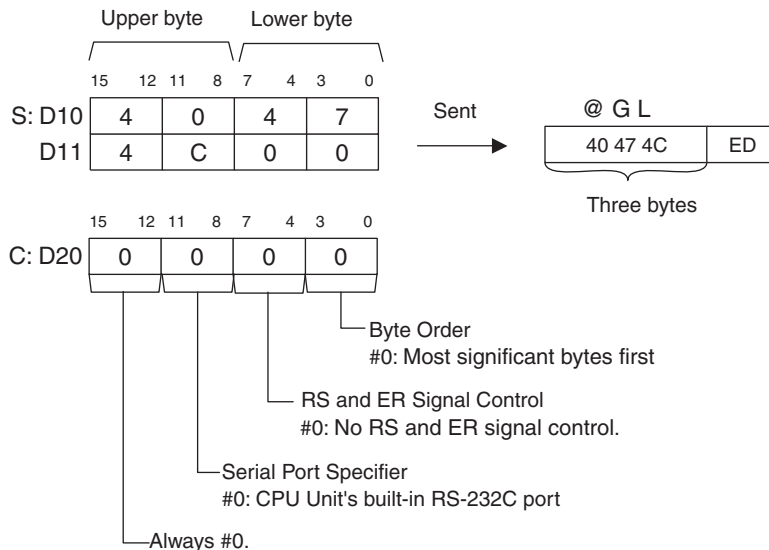 Upper byte Lower byte
15 12 11 8 7 4 3 0
S: D10 4 0 4 7
D11 4 C 0 0
Sent
@ G L
40 47 4C ED
Three bytes
15 12 11 8 7 4 3 0
C: D20 0 0 0 0
Byte Order
#0: Most significant bytes first
RS and ER Signal Control
#0: No RS and ER signal control.
Serial Port Specifier
#0: CPU Unit's built-in RS-232C port
Always #0.